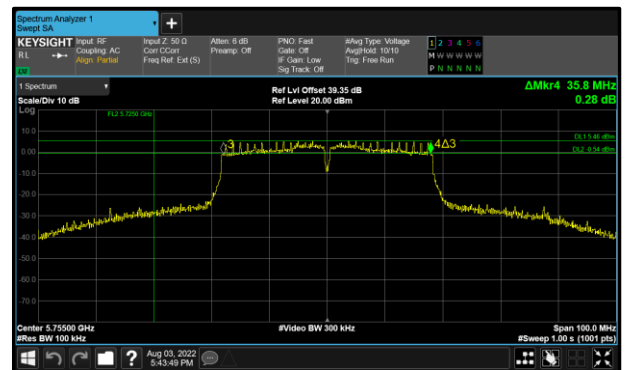 Spectrum Analyzer 1
Swept SA
+
KEYSIGHT Input: RF Input Z: 50 Ω Atten: 6 dB PNO: Fast #Avg Type: Voltage 1 2 3 4 5 6
RL Coupling: AC Corr CCorr Preamp: Off Gate: Off Avg|Hold: 10/10 M W W W W W
Align: Partial Freq Ref: Ext (S) IF Gain: Low Trig: Free Run
Sig Track: Off P N N N N N
LXI
1 Spectrum ΔMkr4 35.8 MHz
Ref Lvl Offset 39.35 dB
Scale/Div 10 dB Ref Level 20.00 dBm 0.28 dB
Log
FL2 5.7250 GHz
10.0
DL1 5.46 dBm
3 4Δ3
0.00
DL2 -0.54 dBm
-10.0
-20.0
-30.0
-40.0
-50.0
-60.0
-70.0
Center 5.75500 GHz #Video BW 300 kHz Span 100.0 MHz
#Res BW 100 kHz #Sweep 1.00 s (1001 pts)
? Aug 03, 2022
5:43:49 PM